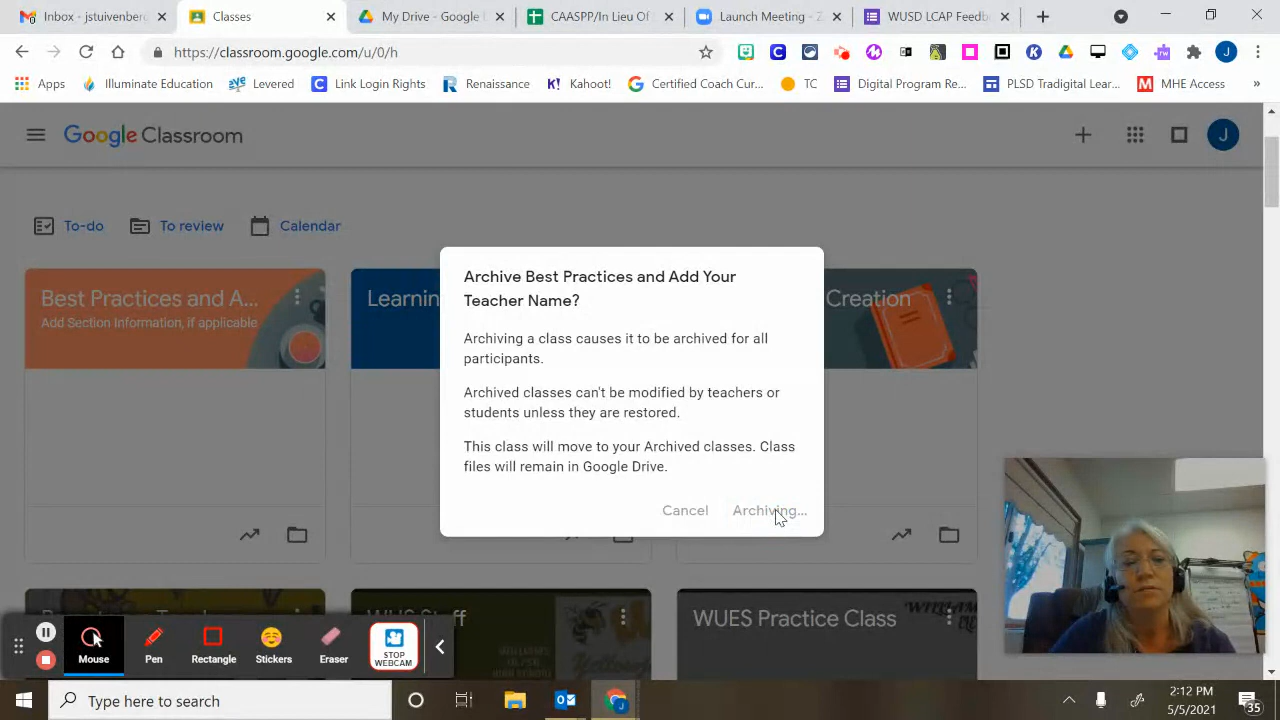 Inbox - jstuivenber
Classes
My Drive - Google
CAASPP/In Lieu Of
Launch Meeting - Z
WUSD LCAP Feedb
https://classroom.google.com/u/0/h
Apps
Illuminate Education
Levered
Link Login Rights
Renaissance
Kahoot!
Certified Coach Cur...
TC
Digital Program Re...
PLSD Tradigital Lear...
MHE Access
Google Classroom
J
To-do
To review
Calendar
Best Practices and A...
Add Section Information, if applicable
Learnin
Creation
Archive Best Practices and Add Your
Teacher Name?
Archiving a class causes it to be archived for all
participants.
Archived classes can't be modified by teachers or
students unless they are restored.
This class will move to your Archived classes. Class
files will remain in Google Drive.
Cancel
Archiving...
WUES Practice Class
Mouse
Pen
Rectangle
Stickers
Eraser
STOP
WEBCAM
Type here to search
2:12 PM
5/5/2021
35